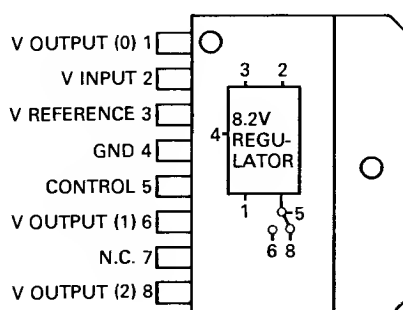 V OUTPUT (0) 1
V INPUT 2
V REFERENCE 3
GND 4
CONTROL 5
V OUTPUT (1) 6
N.C. 7
V OUTPUT (2) 8
3 2
4
8.2V
REGU-
LATOR
1
5
6 8